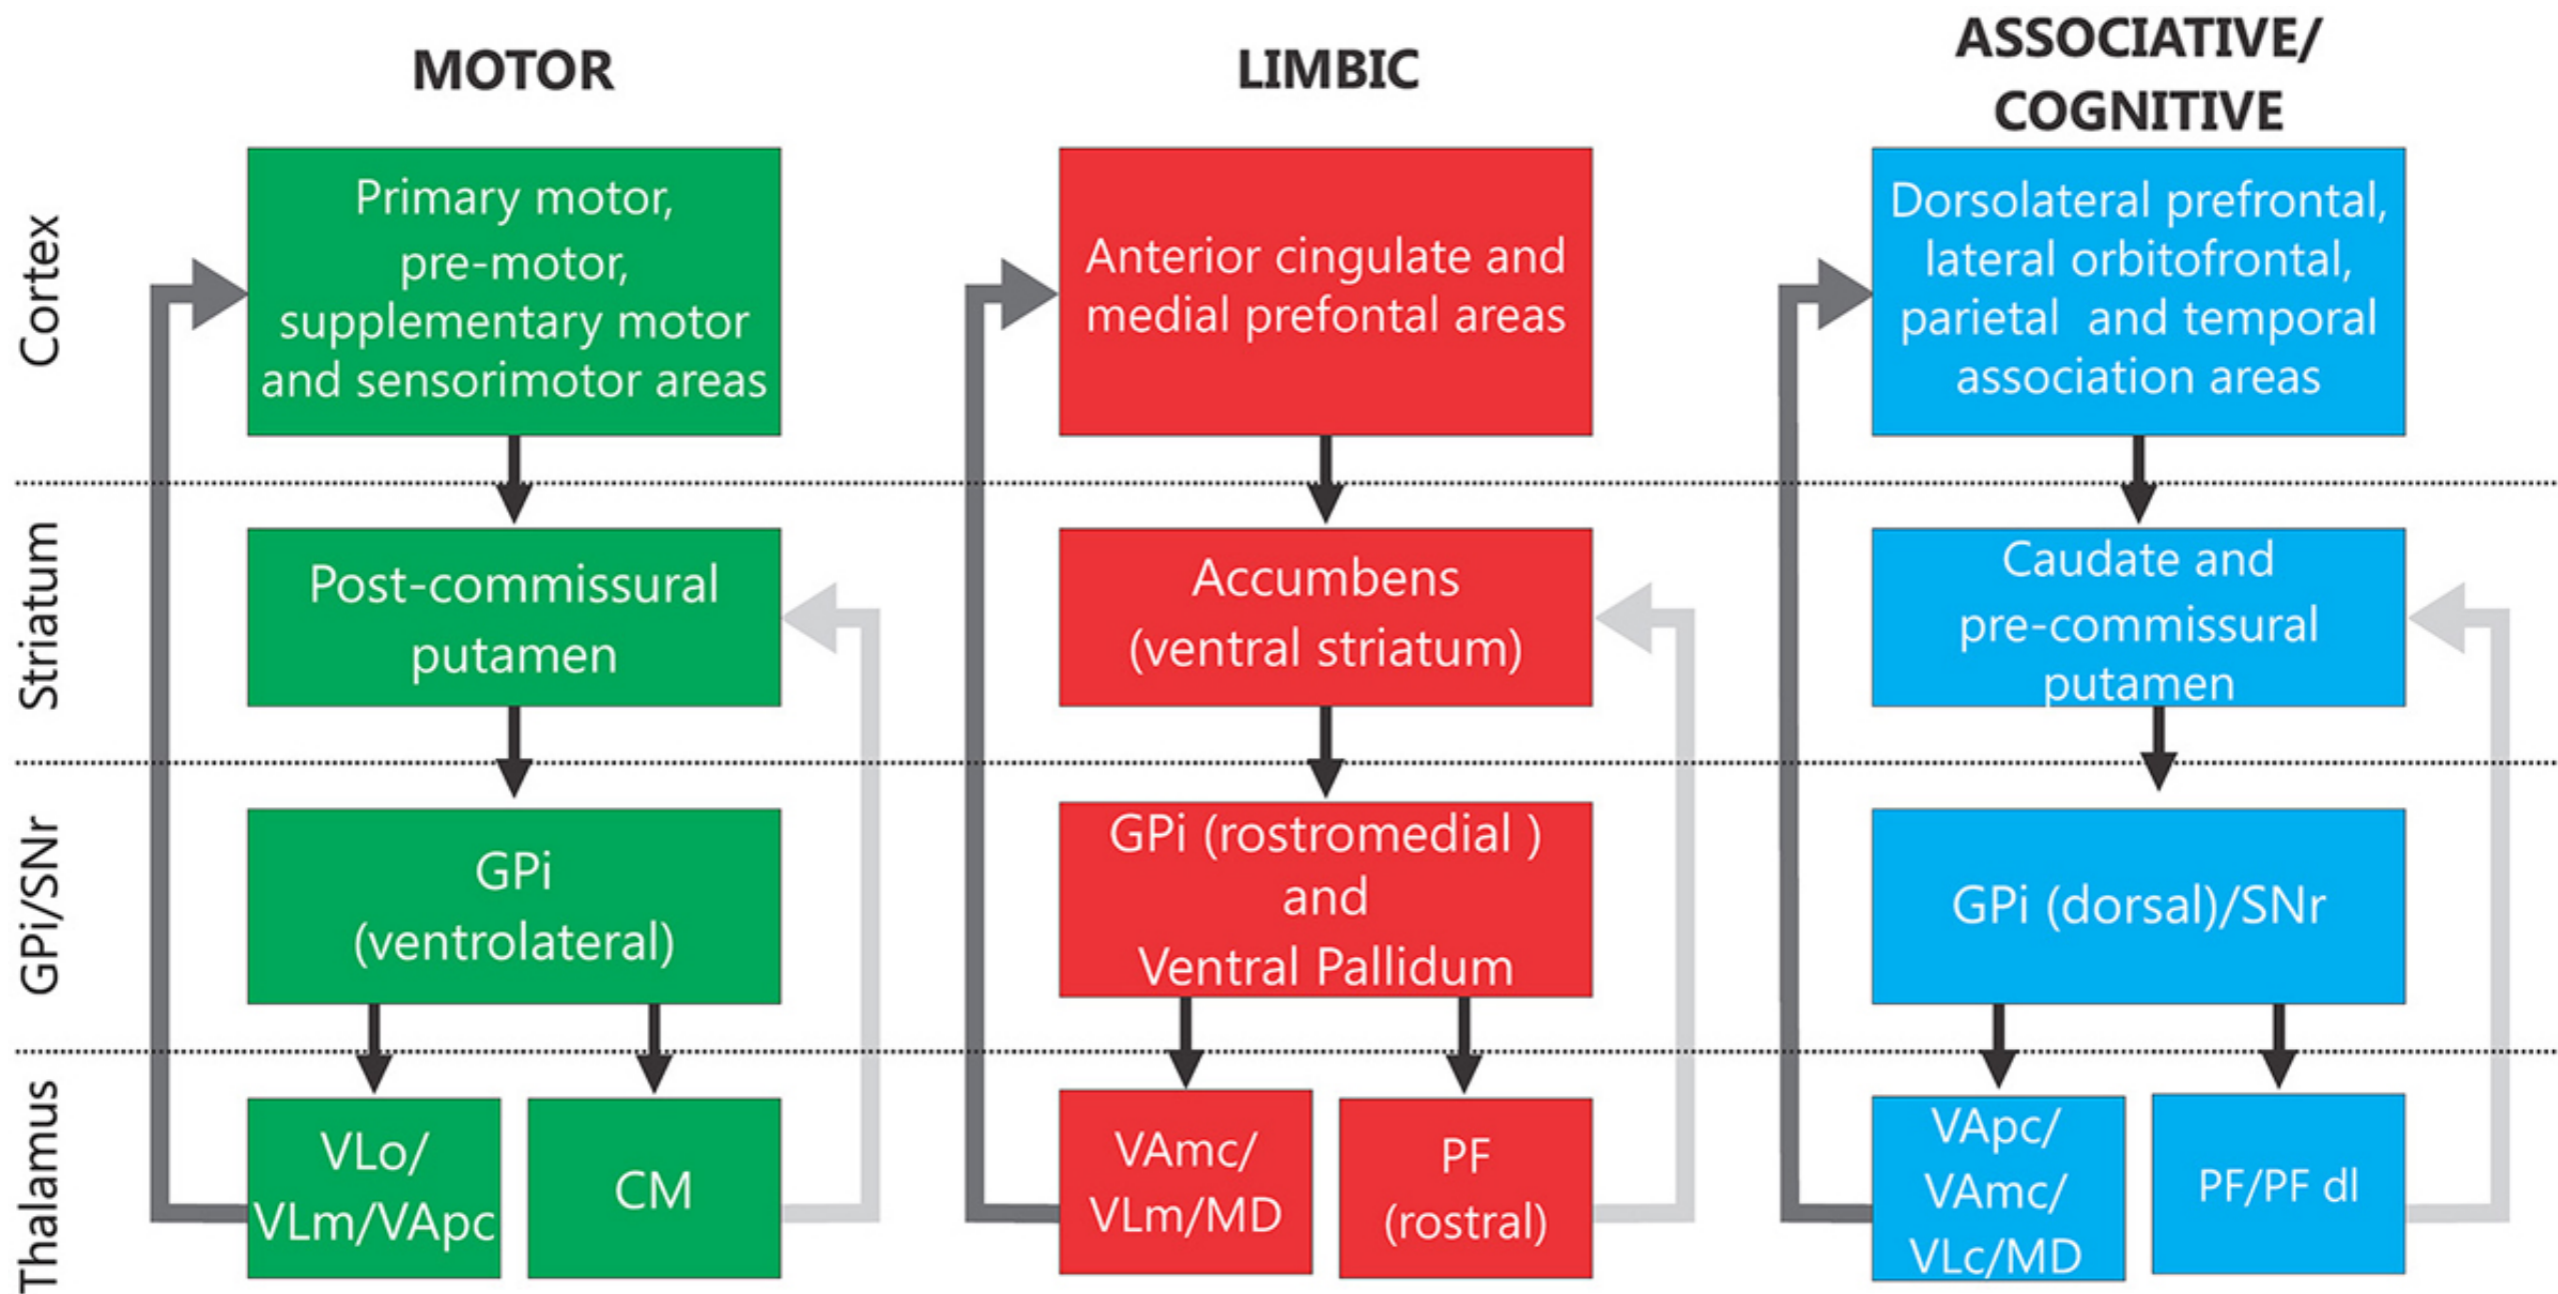 MOTOR
LIMBIC
ASSOCIATIVE/
COGNITIVE
Cortex
Primary motor,
pre-motor,
supplementary motor
and sensorimotor areas
Anterior cingulate and
medial prefontal areas
Dorsolateral prefrontal,
lateral orbitofrontal,
parietal and temporal
association areas
Striatum
Post-commissural
putamen
Accumbens
(ventral striatum)
Caudate and
pre-commissural
putamen
GPi/SNr
GPi
(ventrolateral)
GPi (rostromedial )
and
Ventral Pallidum
GPi (dorsal)/SNr
Thalamus
VLo/
VLm/VApc
CM
VAmc/
VLm/MD
PF
(rostral)
VApc/
VAmc/
VLc/MD
PF/PF dl